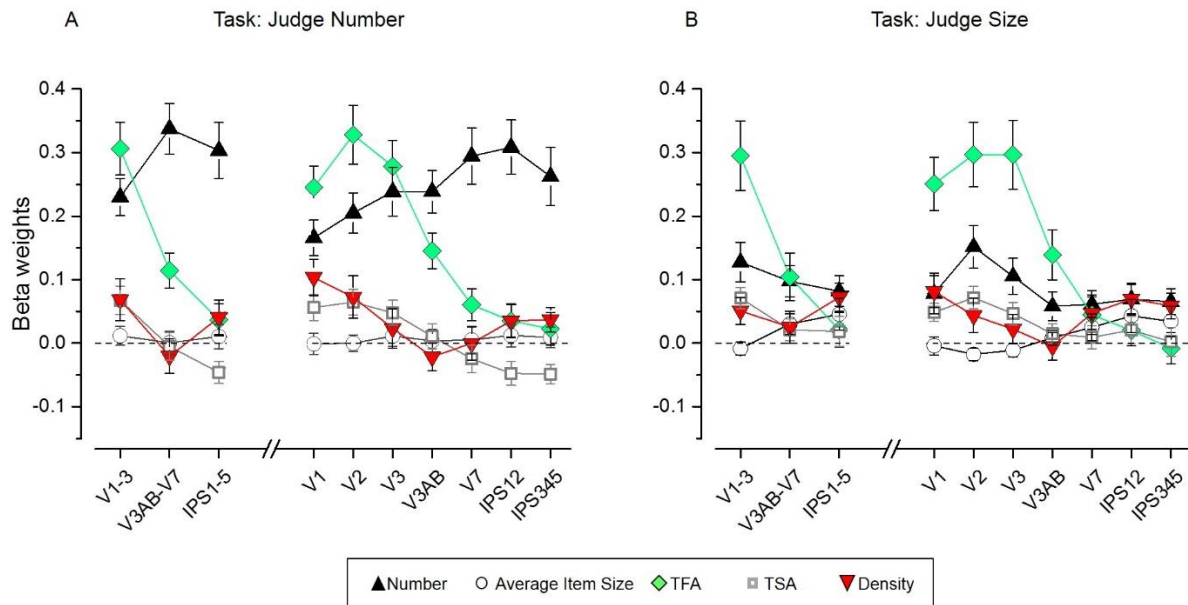 A Task: Judge Number
B Task: Judge Size
Beta weights
0.4
0.3
0.2
0.1
0.0
-0.1
V1-3
V3AB-V7
IPS1-5
V1
V2
V3
V3AB
V7
IPS12
IPS345
0.4
0.3
0.2
0.1
0.0
-0.1
V1-3
V3AB-V7
IPS1-5
V1
V2
V3
V3AB
V7
IPS12
IPS345
Number Average Item Size TFA TSA Density